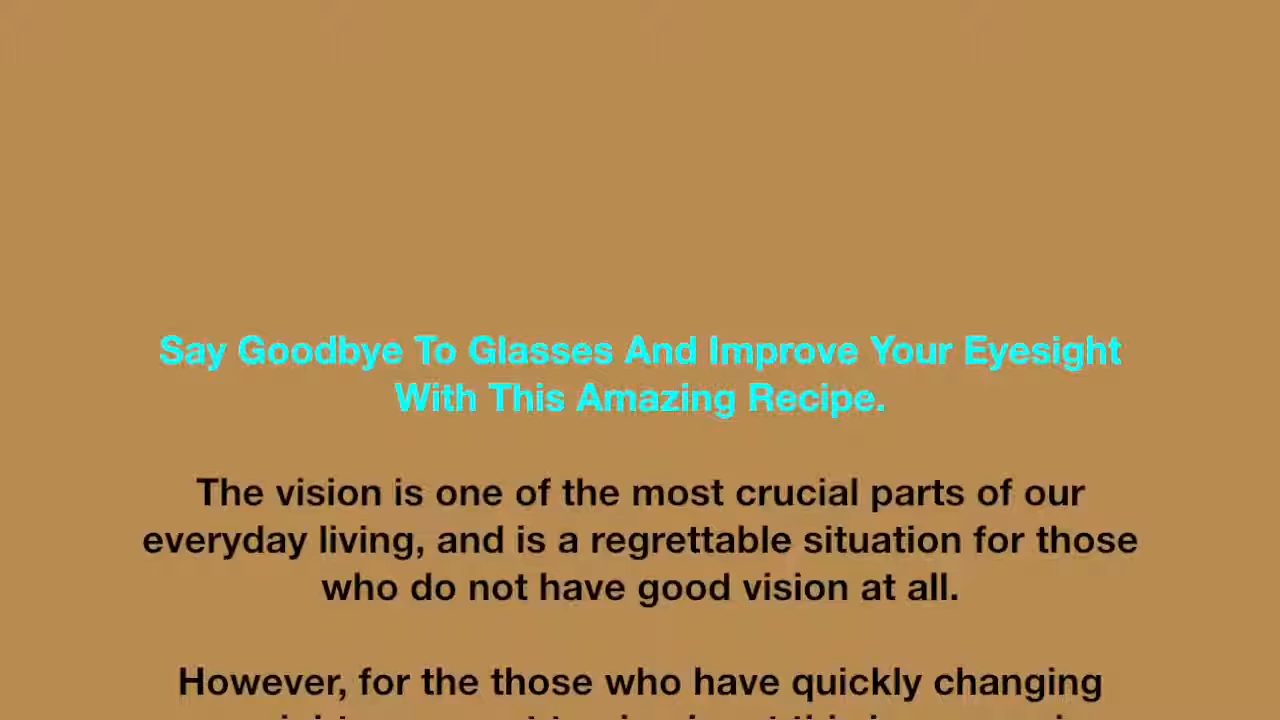 Say Goodbye To Glasses And Improve Your Eyesight
With This Amazing Recipe.
The vision is one of the most crucial parts of our
everyday living, and is a regrettable situation for those
who do not have good vision at all.
However, for the those who have quickly changing